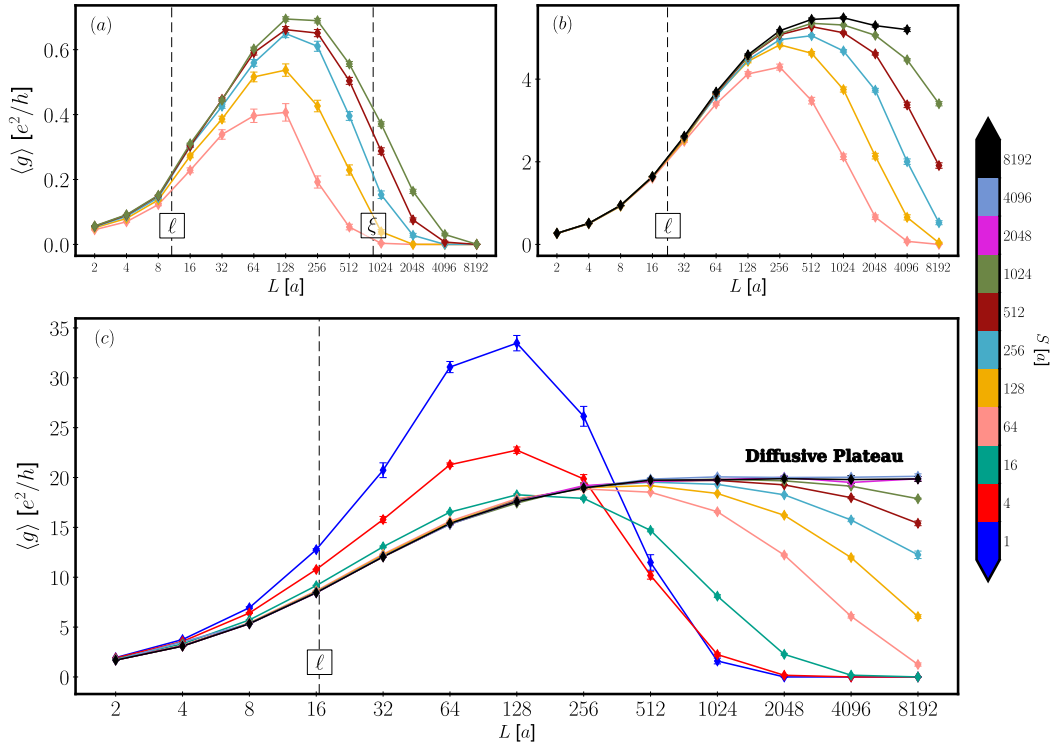 (a)
⟨g⟩ [e²/h]
0.6
0.4
0.2
0.0
ℓ
ξ
2 4 8 16 32 64 128 256 512 1024 2048 4096 8192
L [a]
(b)
4
2
0
ℓ
2 4 8 16 32 64 128 256 512 1024 2048 4096 8192
L [a]
(c)
⟨g⟩ [e²/h]
35
30
25
20
15
10
5
0
Diffusive Plateau
ℓ
2 4 8 16 32 64 128 256 512 1024 2048 4096 8192
L [a]
8192
4096
2048
1024
512
256
128
64
16
4
1
S [a]